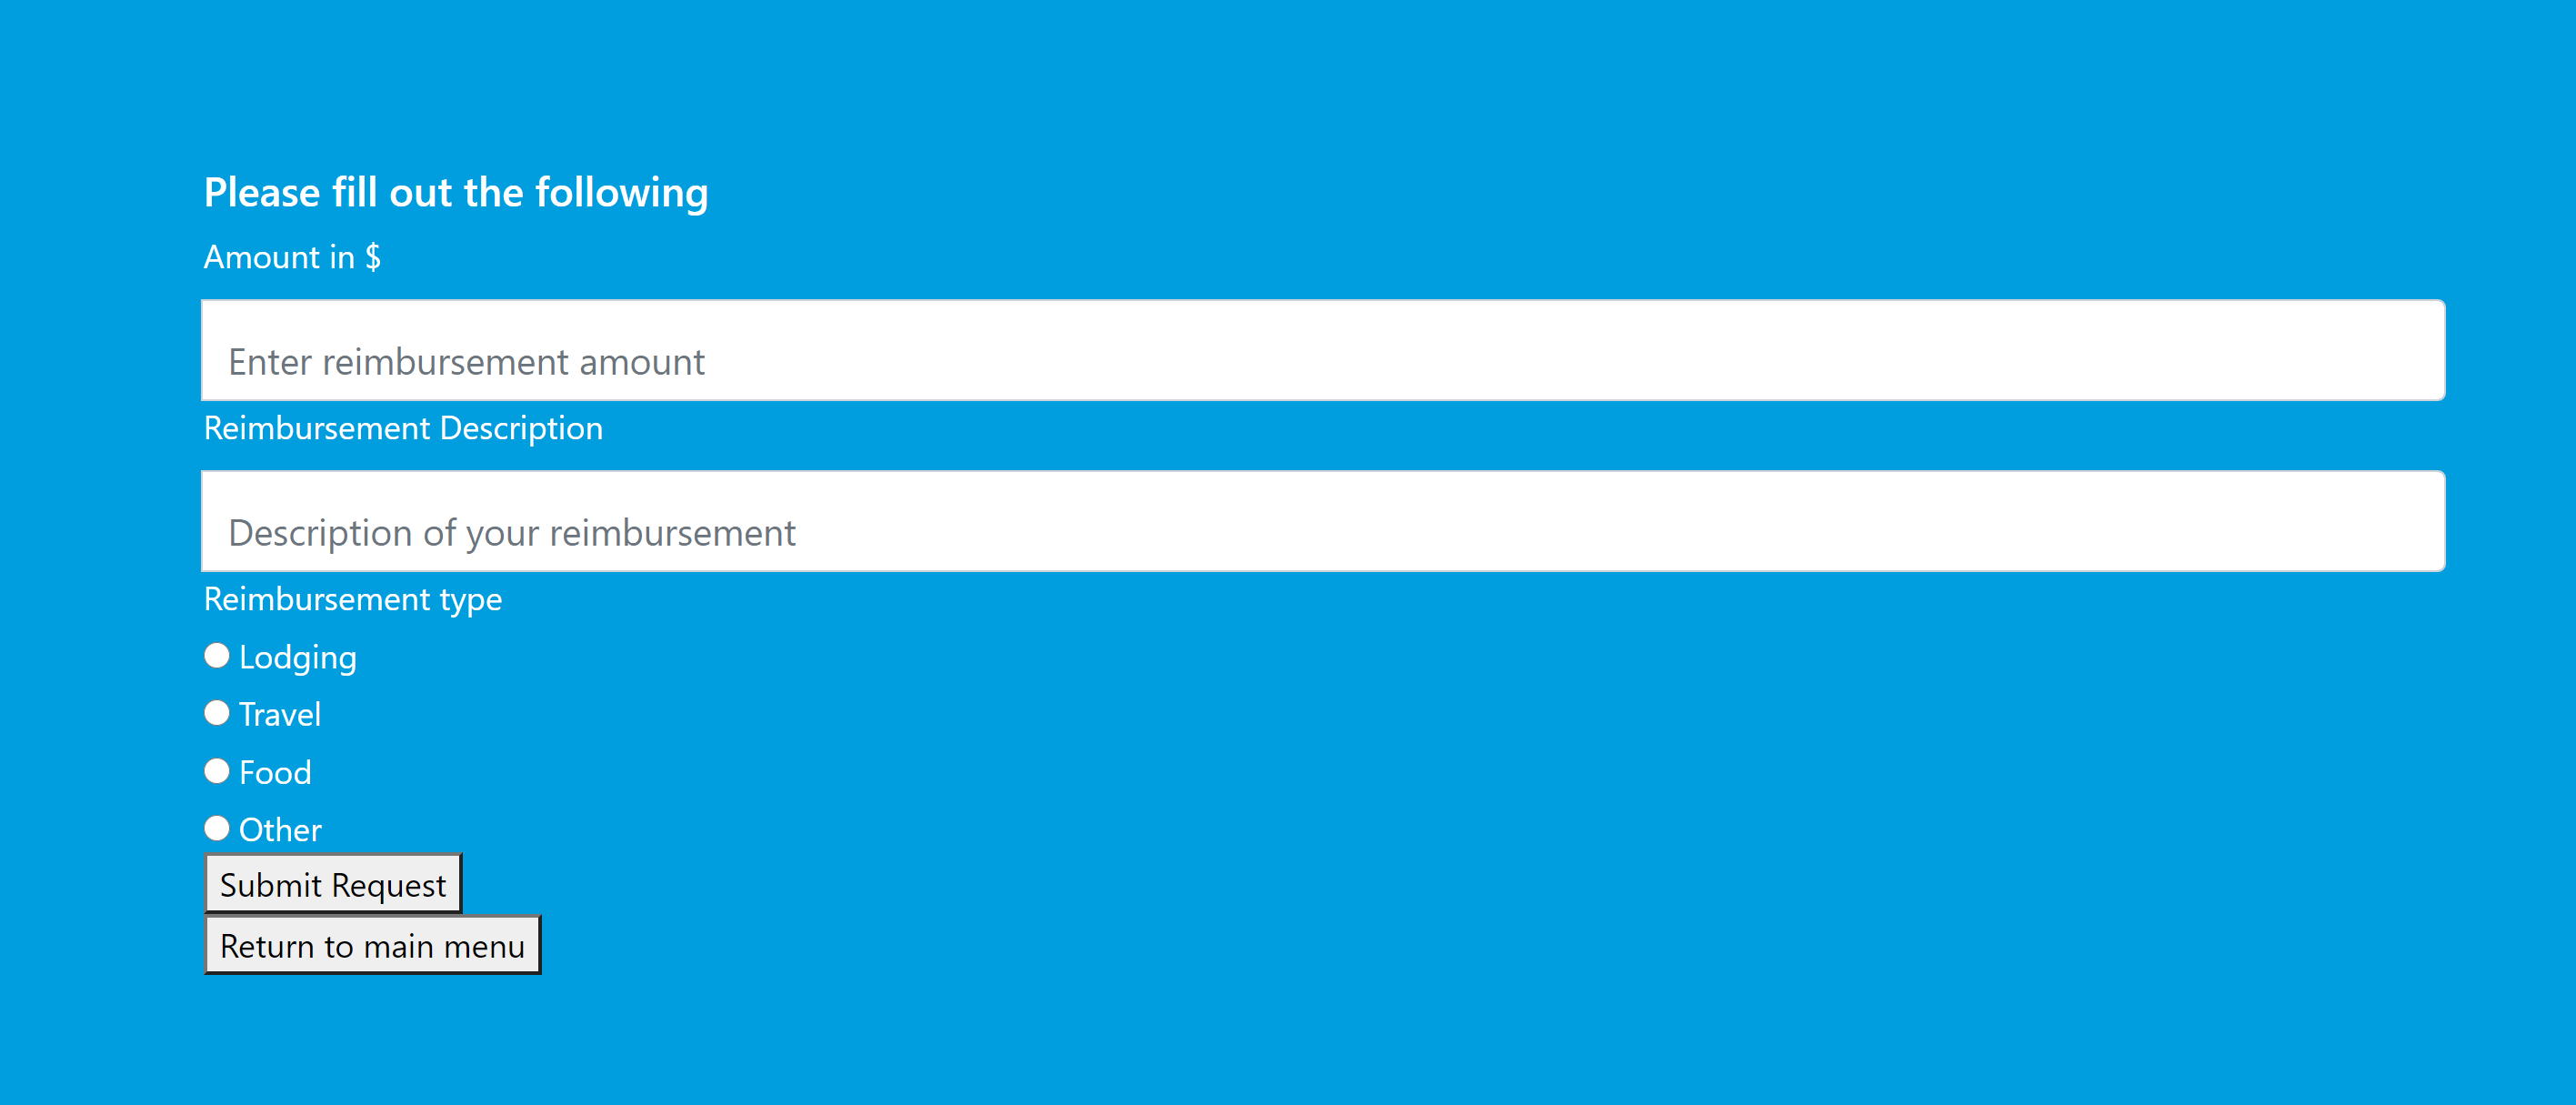 Please fill out the following
Amount in $
Enter reimbursement amount
Reimbursement Description
Description of your reimbursement
Reimbursement type
Lodging
Travel
Food
Other
Submit Request
Return to main menu